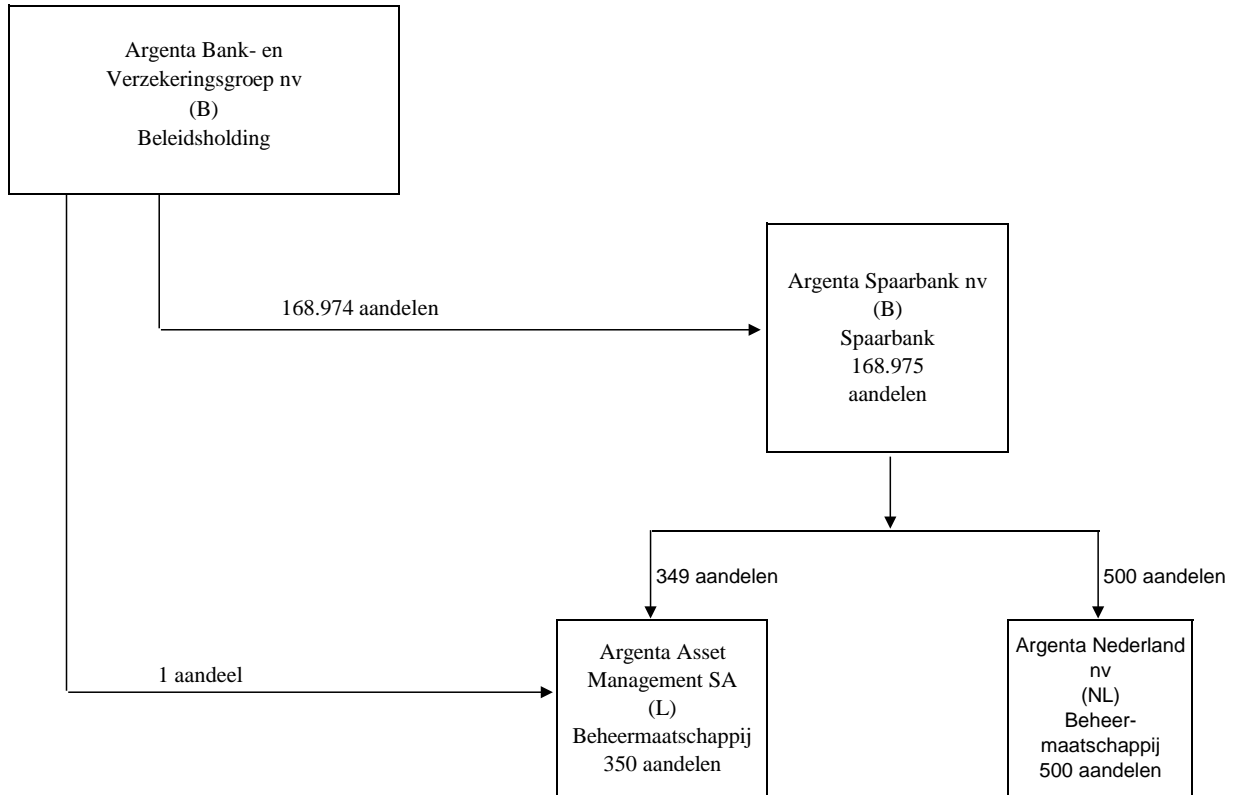 Argenta Bank- en
Verzekeringsgroep nv
(B)
Beleidsholding
168.974 aandelen
Argenta Spaarbank nv
(B)
Spaarbank
168.975
aandelen
349 aandelen
500 aandelen
1 aandeel
Argenta Asset
Management SA
(L)
Beheermaatschappij
350 aandelen
Argenta Nederland
nv
(NL)
Beheer-
maatschappij
500 aandelen